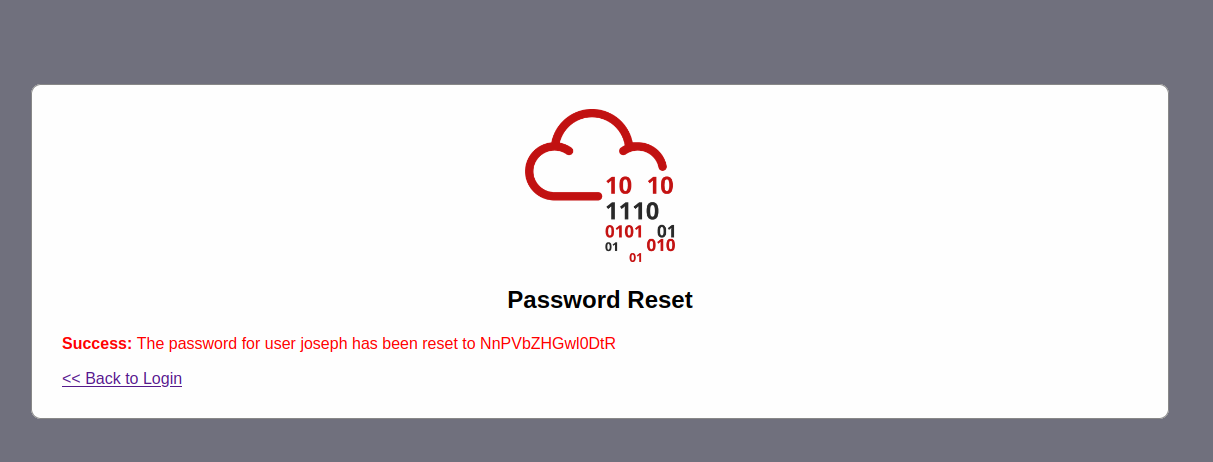 10 10
1110
0101 01
01 010
01
Password Reset
Success: The password for user joseph has been reset to NnPVbZHGwl0DtR
<< Back to Login